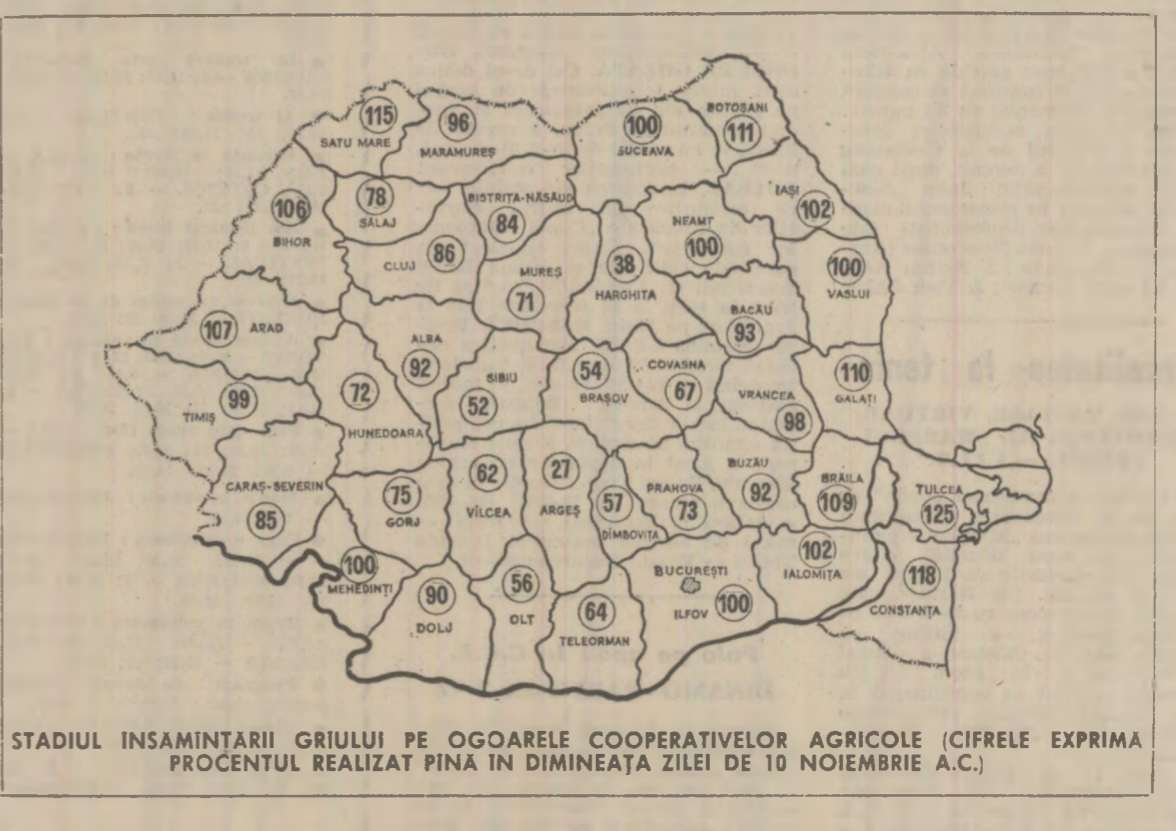 115
SATU MARE
96
MARAMUREȘ
100
SUCEAVA
BOTOȘANI
111
106
BIHOR
78
SĂLAJ
BISTRIȚA-NĂSĂUD
84
IAȘI
102
NEAMȚ
100
CLUJ
86
MUREȘ
71
38
HARGHITA
100
VASLUI
BACĂU
93
107
ARAD
ALBA
92
SIBIU
52
54
BRAȘOV
COVASNA
67
110
GALAȚI
VRANCEA
98
TIMIȘ
99
72
HUNEDOARA
CARAȘ-SEVERIN
85
75
GORJ
62
VÎLCEA
27
ARGEȘ
57
DÎMBOVIȚA
PRAHOVA
73
BUZĂU
92
BRĂILA
109
TULCEA
125
100
MEHEDINȚI
90
DOLJ
56
OLT
64
TELEORMAN
BUCUREȘTI
ILFOV
100
102
IALOMIȚA
118
CONSTANȚA
STADIUL INSĂMÎNȚĂRII GRÎULUI PE OGOARELE COOPERATIVELOR AGRICOLE (CIFRELE EXPRIMĂ
PROCENTUL REALIZAT PÎNĂ ÎN DIMINEAȚA ZILEI DE 10 NOIEMBRIE A.C.)